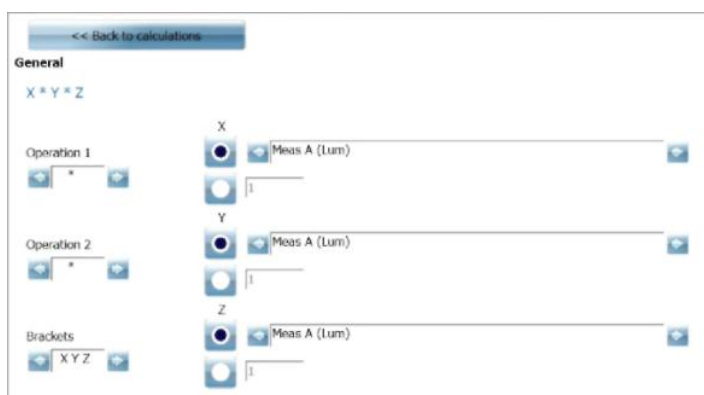 << Back to calculations
General
X * Y * Z
X
Operation 1
Meas A (Lum)
*
1
Y
Operation 2
Meas A (Lum)
*
1
Z
Brackets
Meas A (Lum)
X Y Z
1